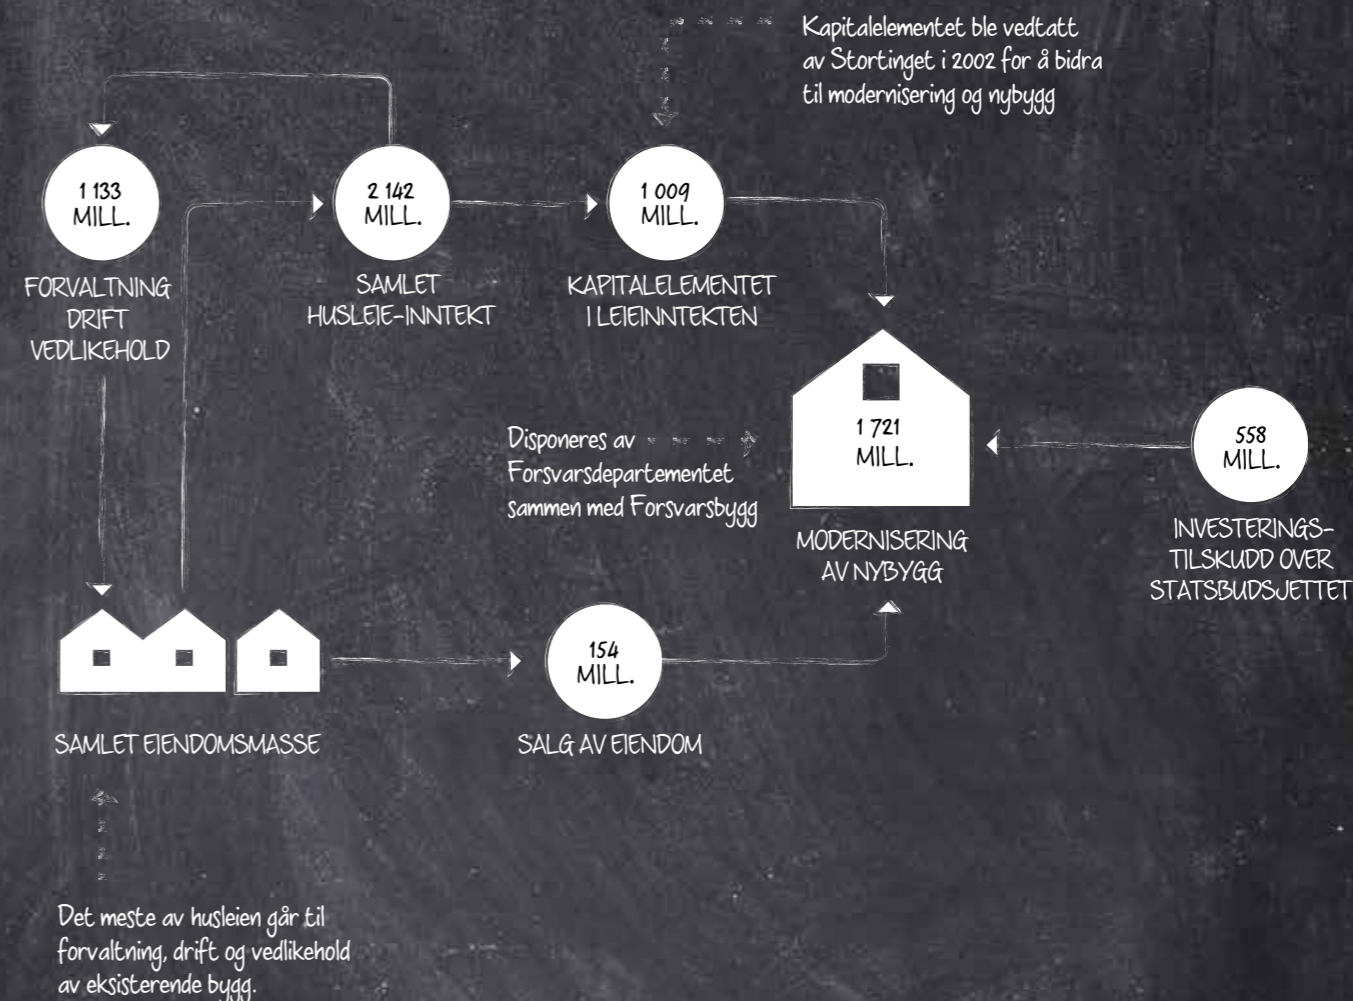 Kapitalelementet ble vedtatt
av Stortinget i 2002 for å bidra
til modernisering og nybygg
1 133
MILL.
FORVALTNING
DRIFT
VEDLIKEHOLD
2 142
MILL.
SAMLET
HUSLEIE-INNTEKT
1 009
MILL.
KAPITALELEMENTET
I LEIEINNTEKTEN
Disponeres av
Forsvarsdepartementet
sammen med Forsvarsbygg
1 721
MILL.
MODERNISERING
AV NYBYGG
558
MILL.
INVESTERINGS-
TILSKUDD OVER
STATSBUDSJETTET
SAMLET EIENDOMSMASSE
154
MILL.
SALG AV EIENDOM
Det meste av husleien går til
forvaltning, drift og vedlikehold
av eksisterende bygg.